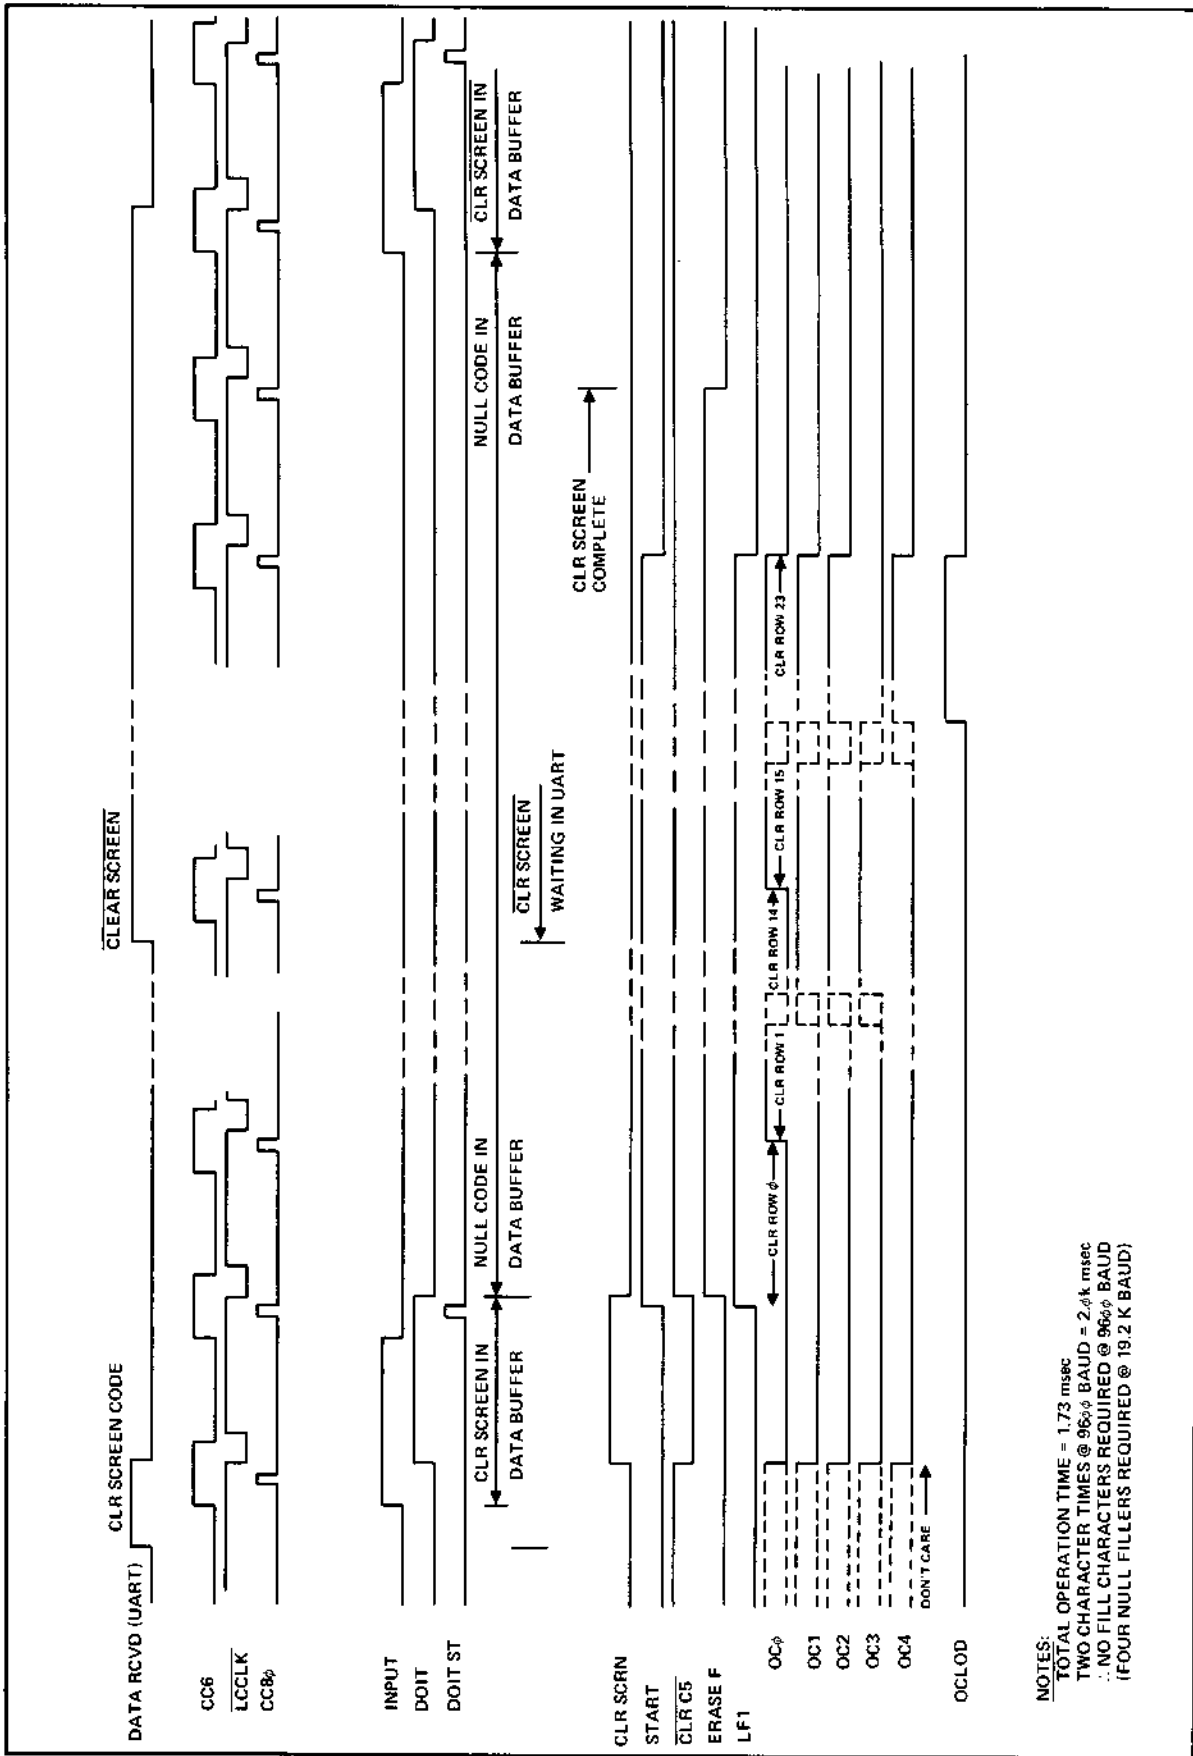 CLR SCREEN CODE
CLEAR SCREEN
DATA RCVD (UART)
CC6
LCCLK
CC8φ
INPUT
DOIT
DOIT ST
CLR SCREEN IN
DATA BUFFER
NULL CODE IN
DATA BUFFER
NULL CODE IN
DATA BUFFER
CLR SCREEN IN
DATA BUFFER
CLR SCREEN
WAITING IN UART
CLR SCREEN
COMPLETE
CLR SCRN
START
CLR C5
ERASE F
LF1
OCφ
CLR ROW φ
CLR ROW 1
CLR ROW 14
CLR ROW 15
CLR ROW 23
OC1
OC2
OC3
OC4
DON'T CARE
OCLOD
NOTES:
TOTAL OPERATION TIME = 1.73 msec
TWO CHARACTER TIMES @ 96φφ BAUD = 2.φk msec
∴ NO FILL CHARACTERS REQUIRED @ 96φφ BAUD
(FOUR NULL FILLERS REQUIRED @ 19.2 K BAUD)